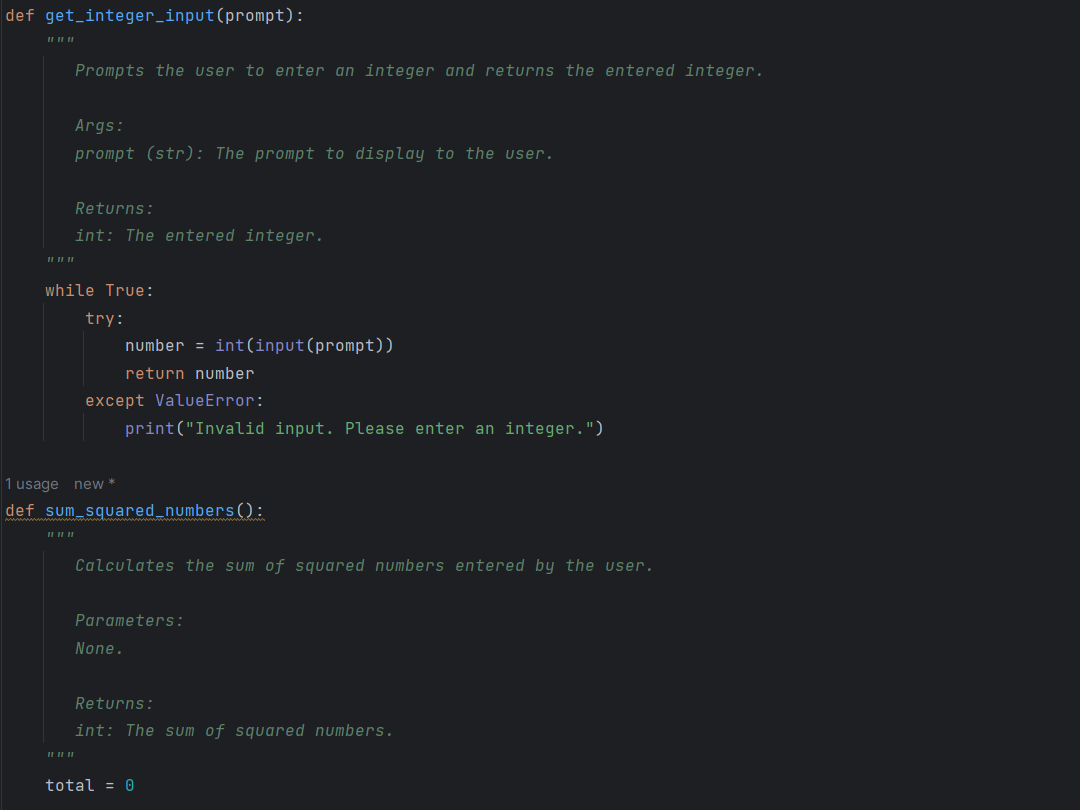 def get_integer_input(prompt):
    """
       Prompts the user to enter an integer and returns the entered integer.

       Args:
       prompt (str): The prompt to display to the user.

       Returns:
       int: The entered integer.
    """
    while True:
        try:
            number = int(input(prompt))
            return number
        except ValueError:
            print("Invalid input. Please enter an integer.")

1 usage   new *
def sum_squared_numbers():
    """
       Calculates the sum of squared numbers entered by the user.

       Parameters:
       None.

       Returns:
       int: The sum of squared numbers.
    """
    total = 0